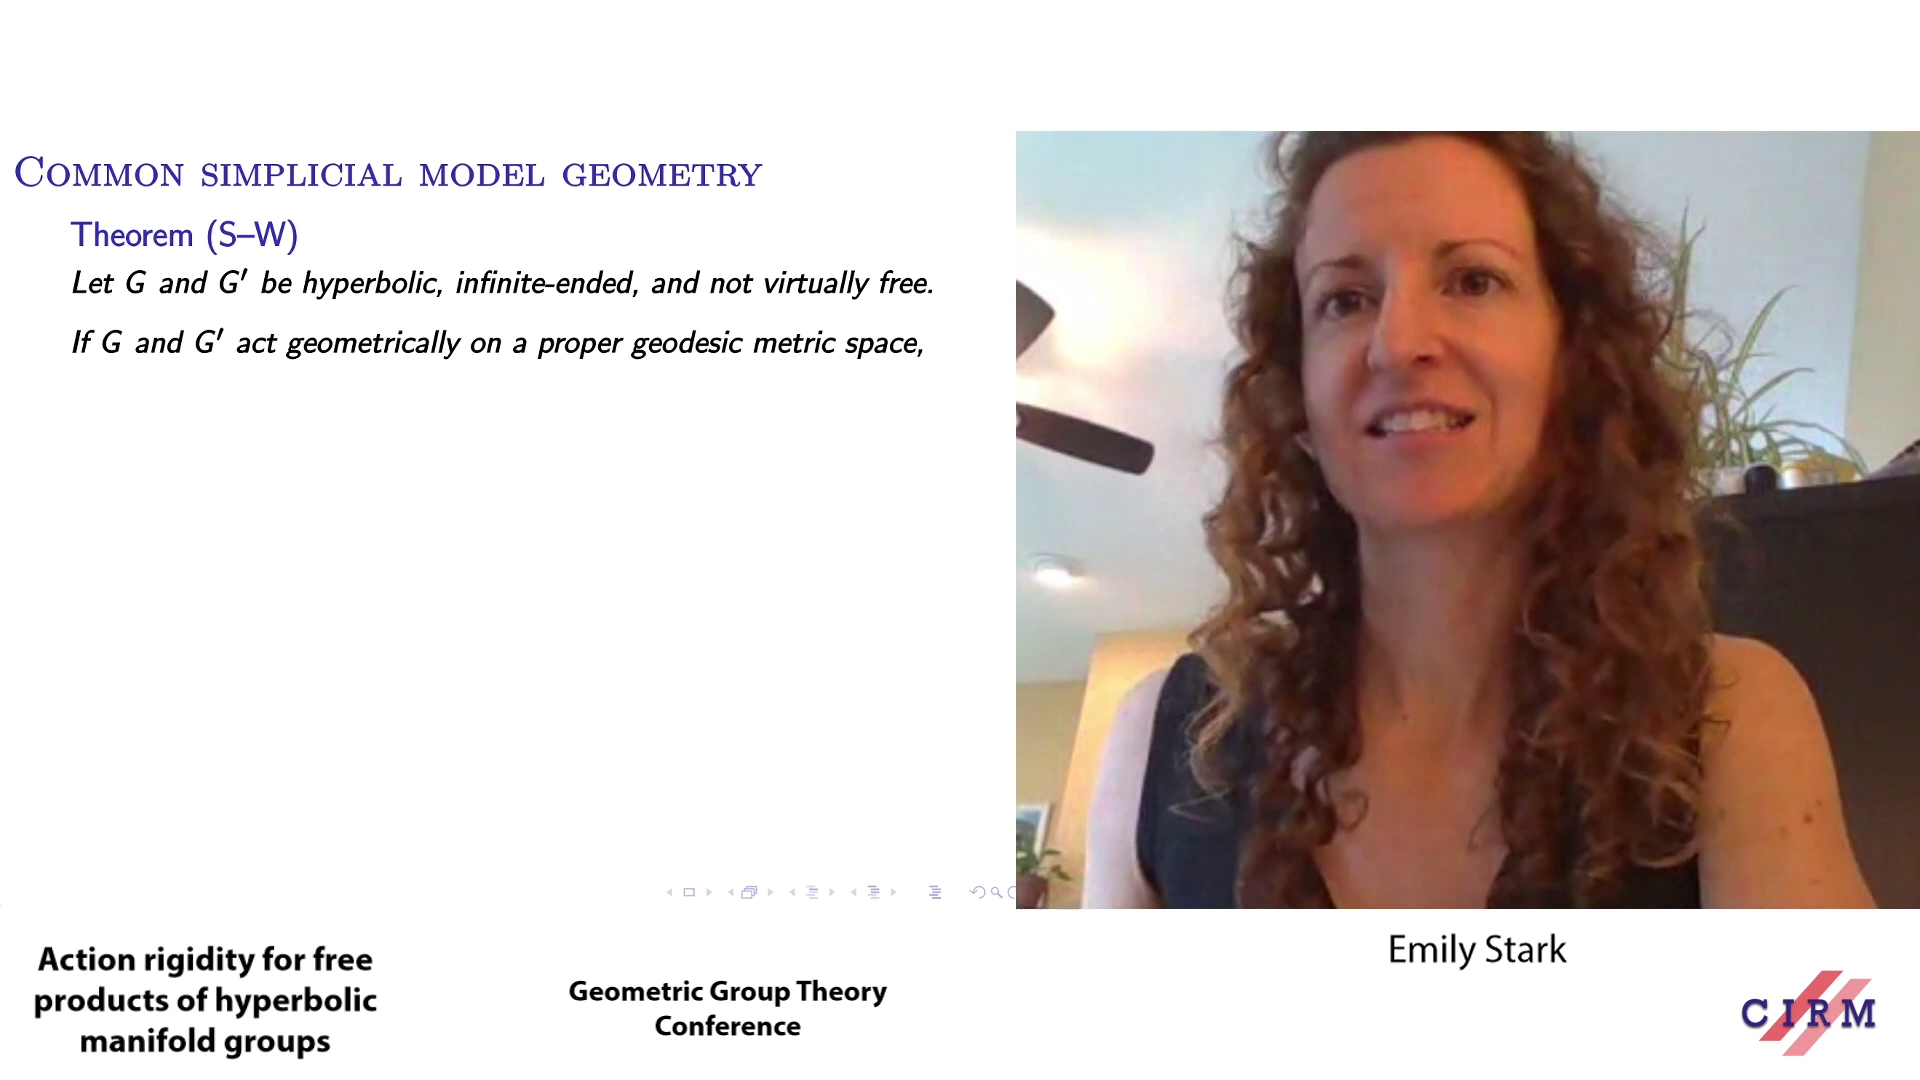 Common simplicial model geometry
Theorem (S–W)
Let G and G′ be hyperbolic, infinite-ended, and not virtually free.
If G and G′ act geometrically on a proper geodesic metric space,
Action rigidity for free
products of hyperbolic
manifold groups
Geometric Group Theory
Conference
Emily Stark
CIRM